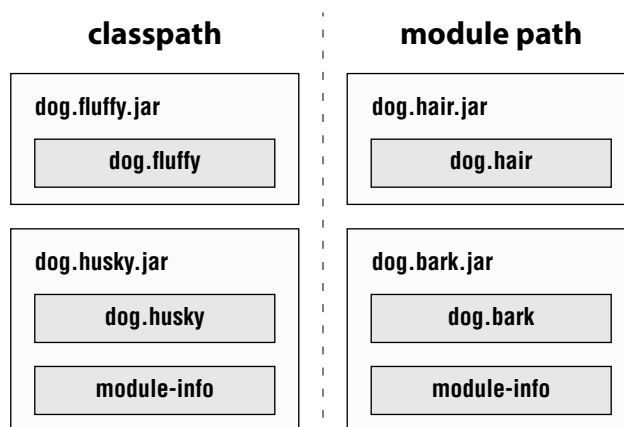 classpath
module path
dog.fluffy.jar
dog.fluffy
dog.hair.jar
dog.hair
dog.husky.jar
dog.husky
module-info
dog.bark.jar
dog.bark
module-info